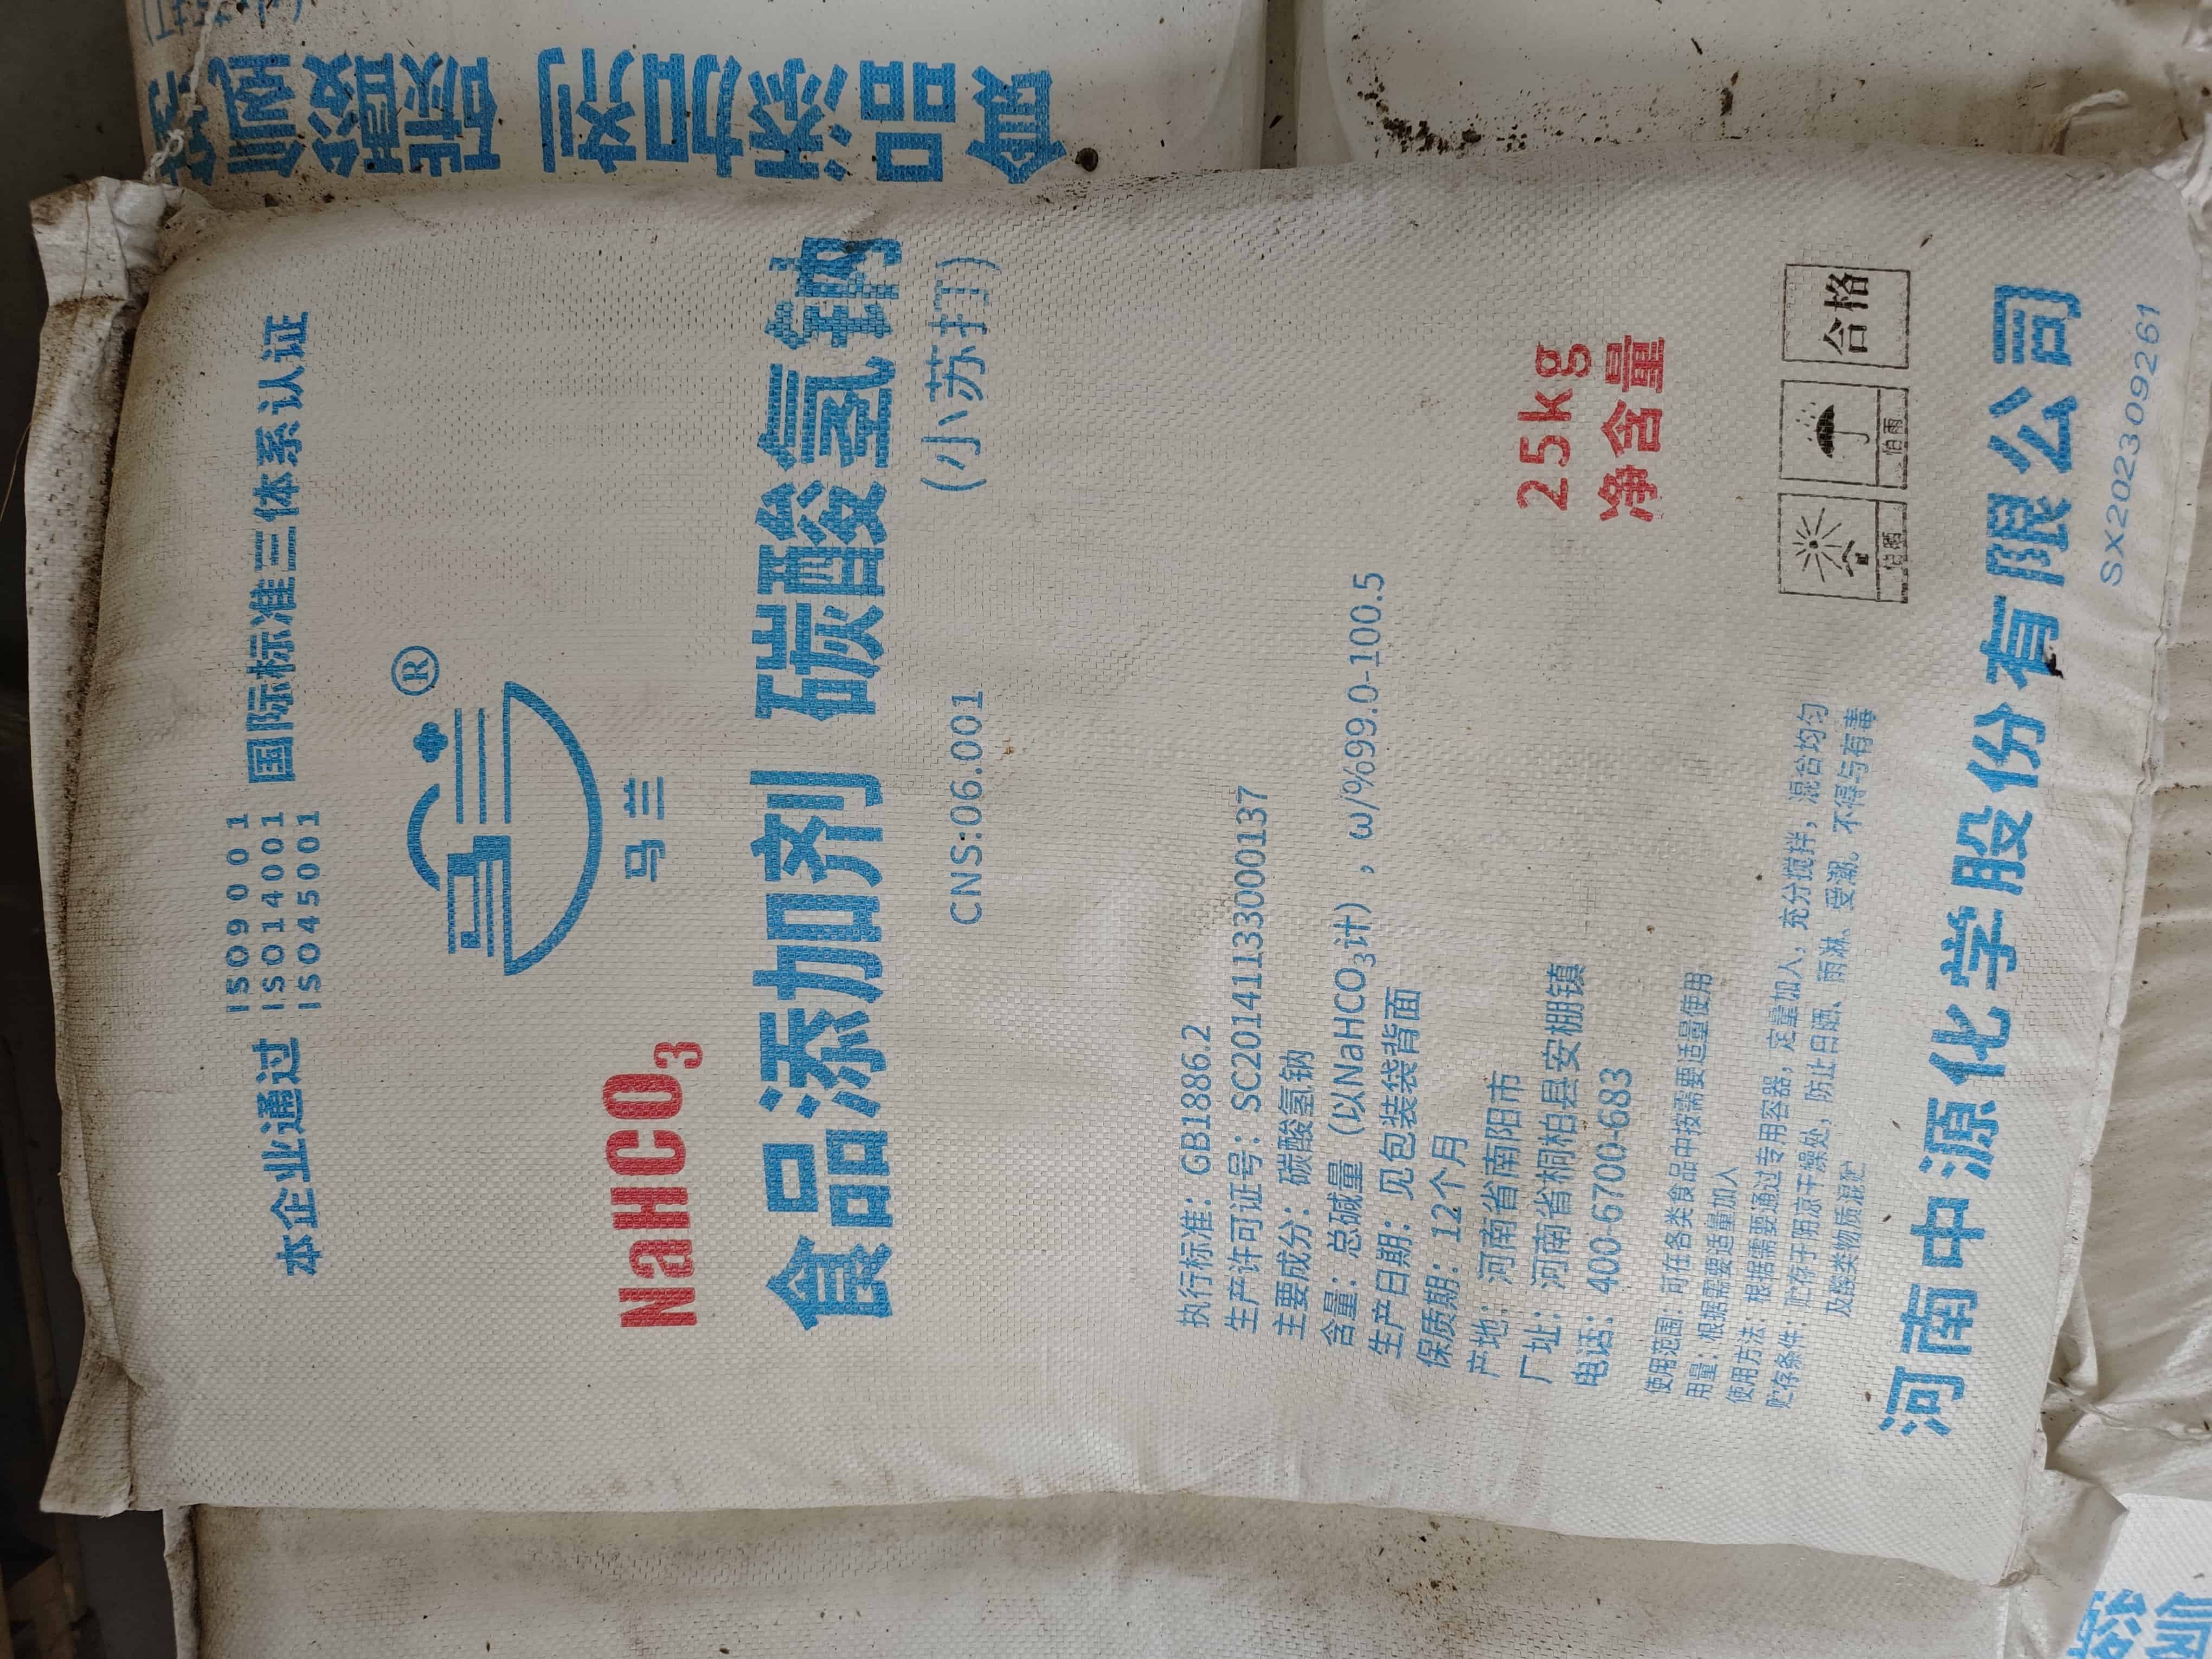 本企业通过
ISO9001
ISO14001 国际标准三体系认证
ISO45001
®
马兰
NaHCO3
食品添加剂 碳酸氢钠
(小苏打)
CNS:06.001
执行标准：GB1886.2
生产许可证号：SC20141133000137
主要成分：碳酸氢钠
含量：总碱量（以NaHCO3计），ω/%99.0-100.5
生产日期：见包装袋背面
保质期：12个月
产地：河南省南阳市
厂址：河南省桐柏县安棚镇
电话：400-6700-683
25kg
净含量
使用范围：可在各类食品中按需要适量使用
用量：根据需要适量加入
使用方法：根据需要通过专用容器，定量加入，充分搅拌，混合均匀
贮存条件：贮存于阴凉干燥处，防止日晒、雨淋、受潮。不得与有毒
及酸类物质混贮
怕晒
怕雨
合格
河南中源化学股份有限公司
SX202309261
食品添加剂 碳酸氢